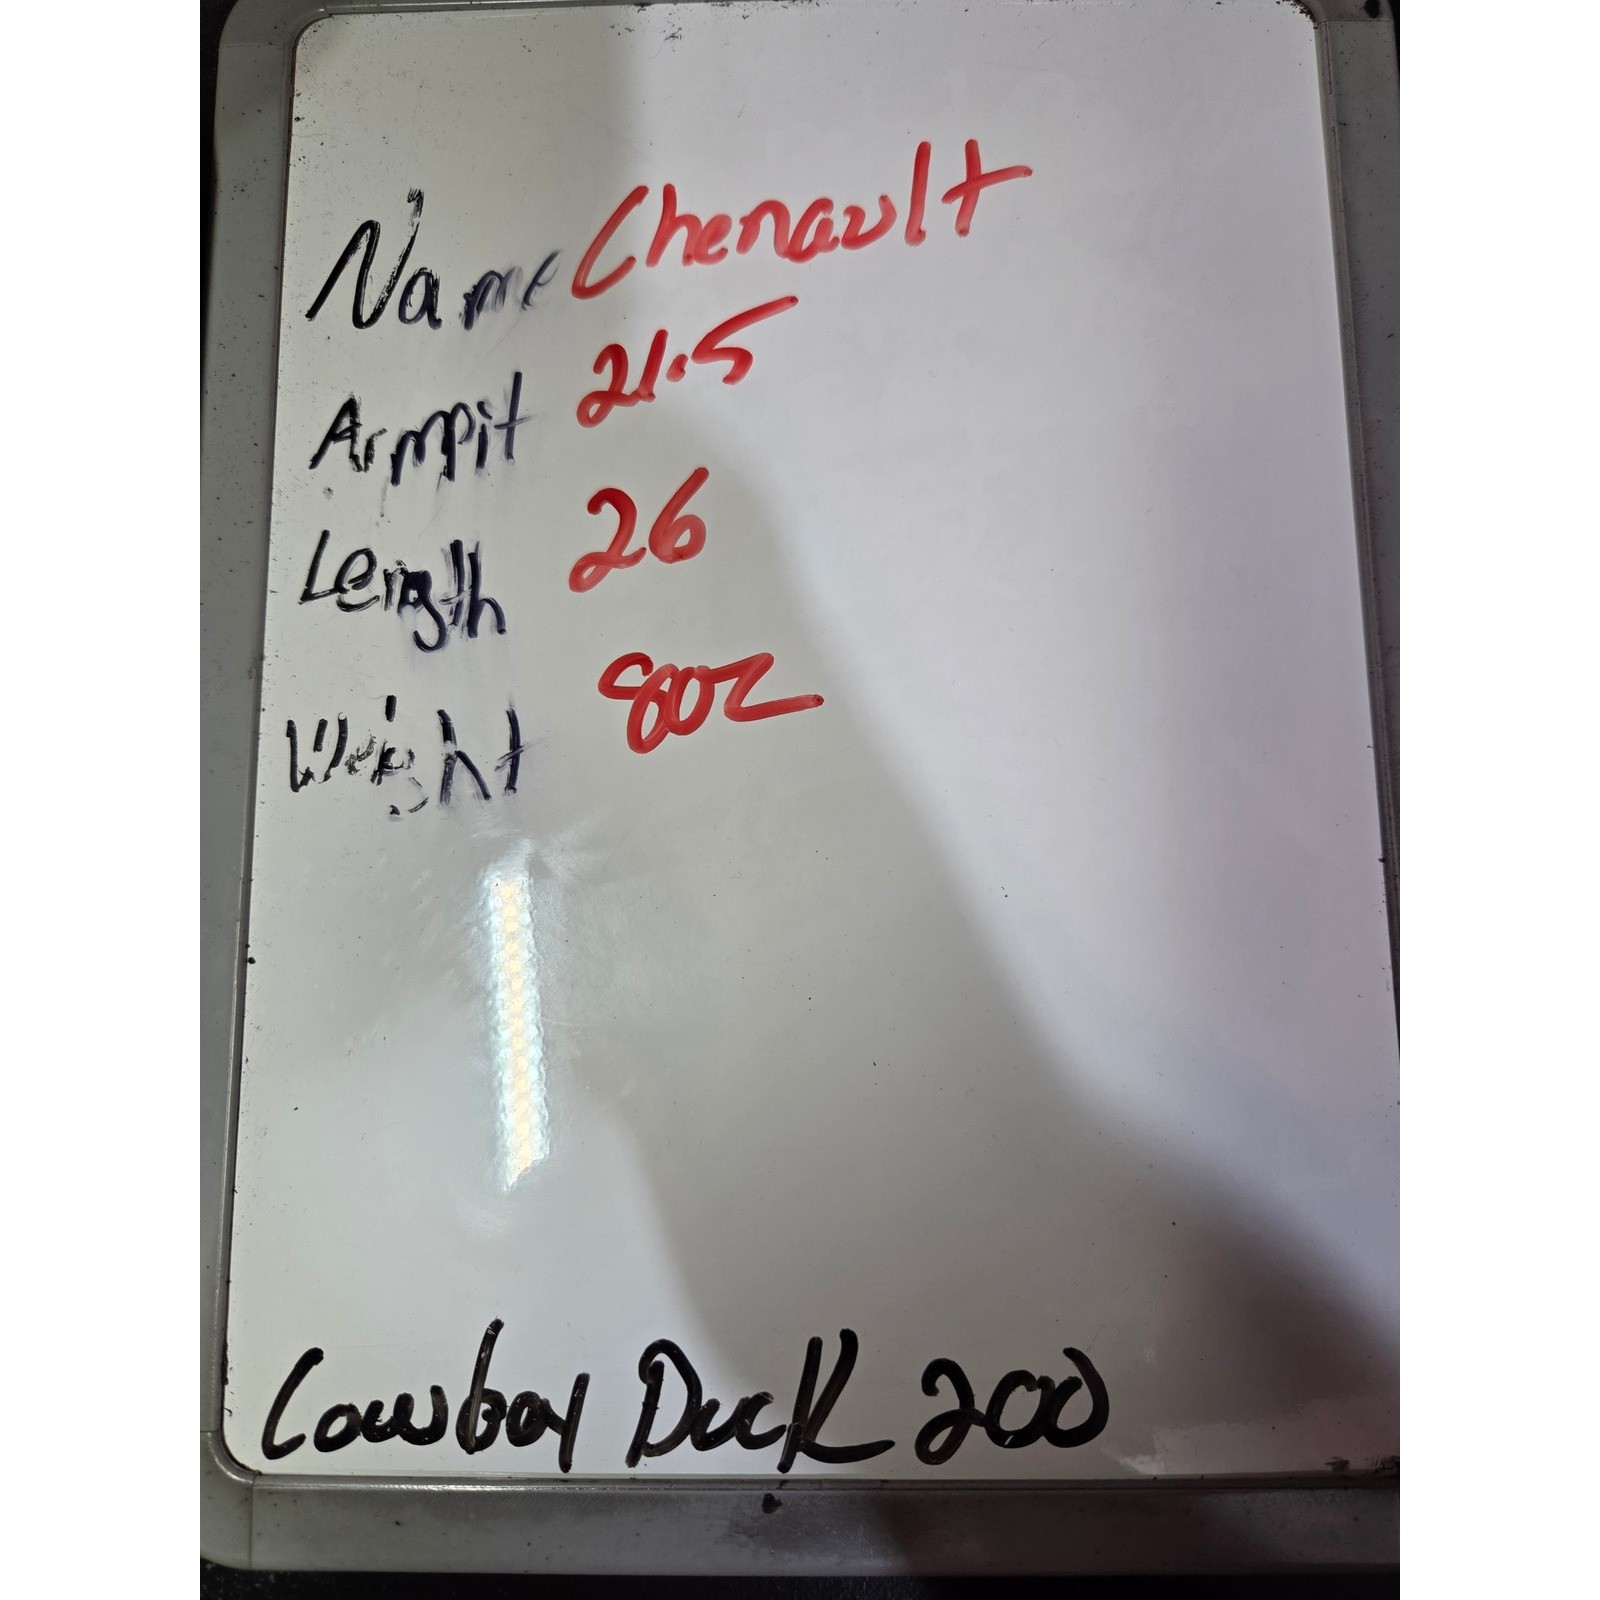 Name Chenault
Armpit 21.5
Length 26
Weight 8oz
Cowboy Duck 200